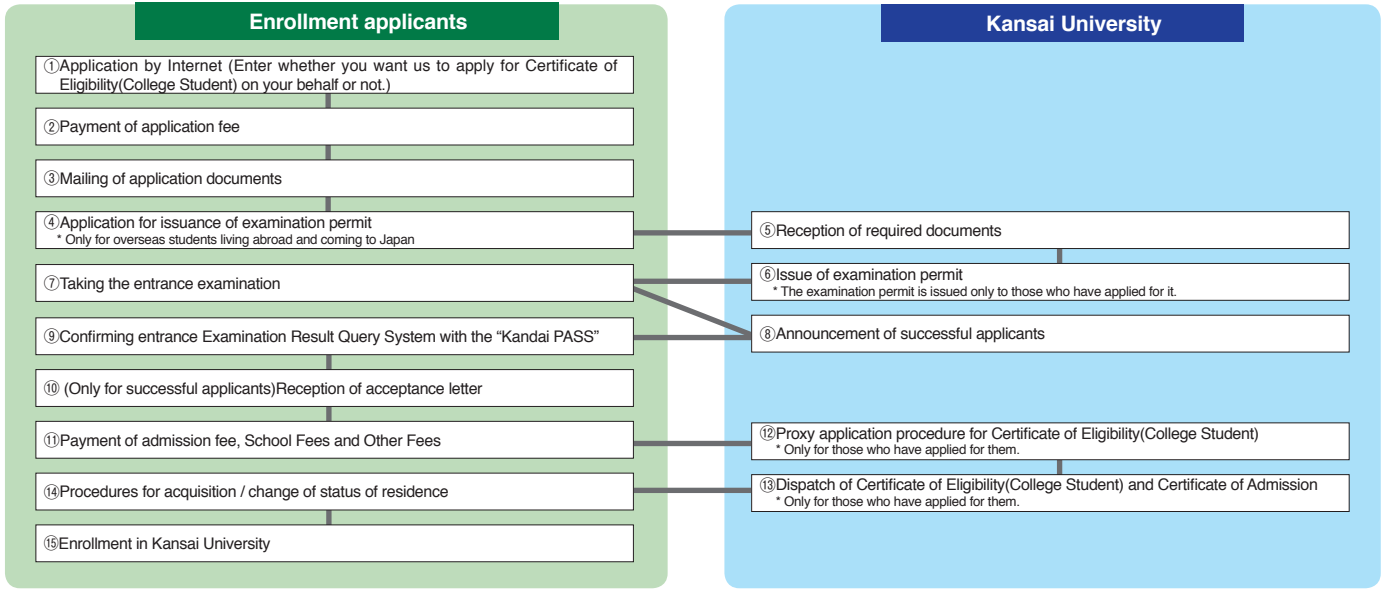 Enrollment applicants
①Application by Internet (Enter whether you want us to apply for Certificate of
Eligibility(College Student) on your behalf or not.)
②Payment of application fee
③Mailing of application documents
④Application for issuance of examination permit
* Only for overseas students living abroad and coming to Japan
⑦Taking the entrance examination
⑨Confirming entrance Examination Result Query System with the “Kandai PASS”
⑩ (Only for successful applicants)Reception of acceptance letter
⑪Payment of admission fee, School Fees and Other Fees
⑭Procedures for acquisition / change of status of residence
⑮Enrollment in Kansai University
Kansai University
⑤Reception of required documents
⑥Issue of examination permit
* The examination permit is issued only to those who have applied for it.
⑧Announcement of successful applicants
⑫Proxy application procedure for Certificate of Eligibility(College Student)
* Only for those who have applied for them.
⑬Dispatch of Certificate of Eligibility(College Student) and Certificate of Admission
* Only for those who have applied for them.